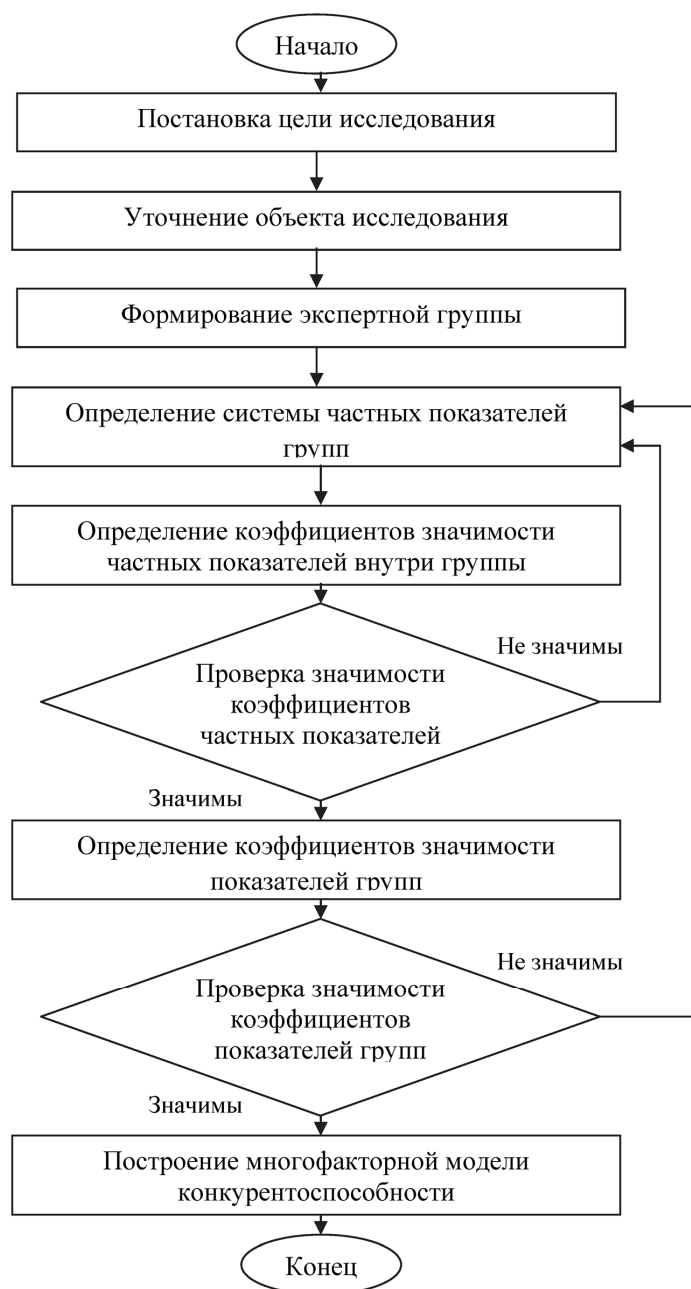 Начало
Постановка цели исследования
Уточнение объекта исследования
Формирование экспертной группы
Определение системы частных показателей
групп
Определение коэффициентов значимости
частных показателей внутри группы
Не значимы
Проверка значимости
коэффициентов
частных показателей
Значимы
Определение коэффициентов значимости
показателей групп
Не значимы
Проверка значимости
коэффициентов
показателей групп
Значимы
Построение многофакторной модели
конкурентоспособности
Конец